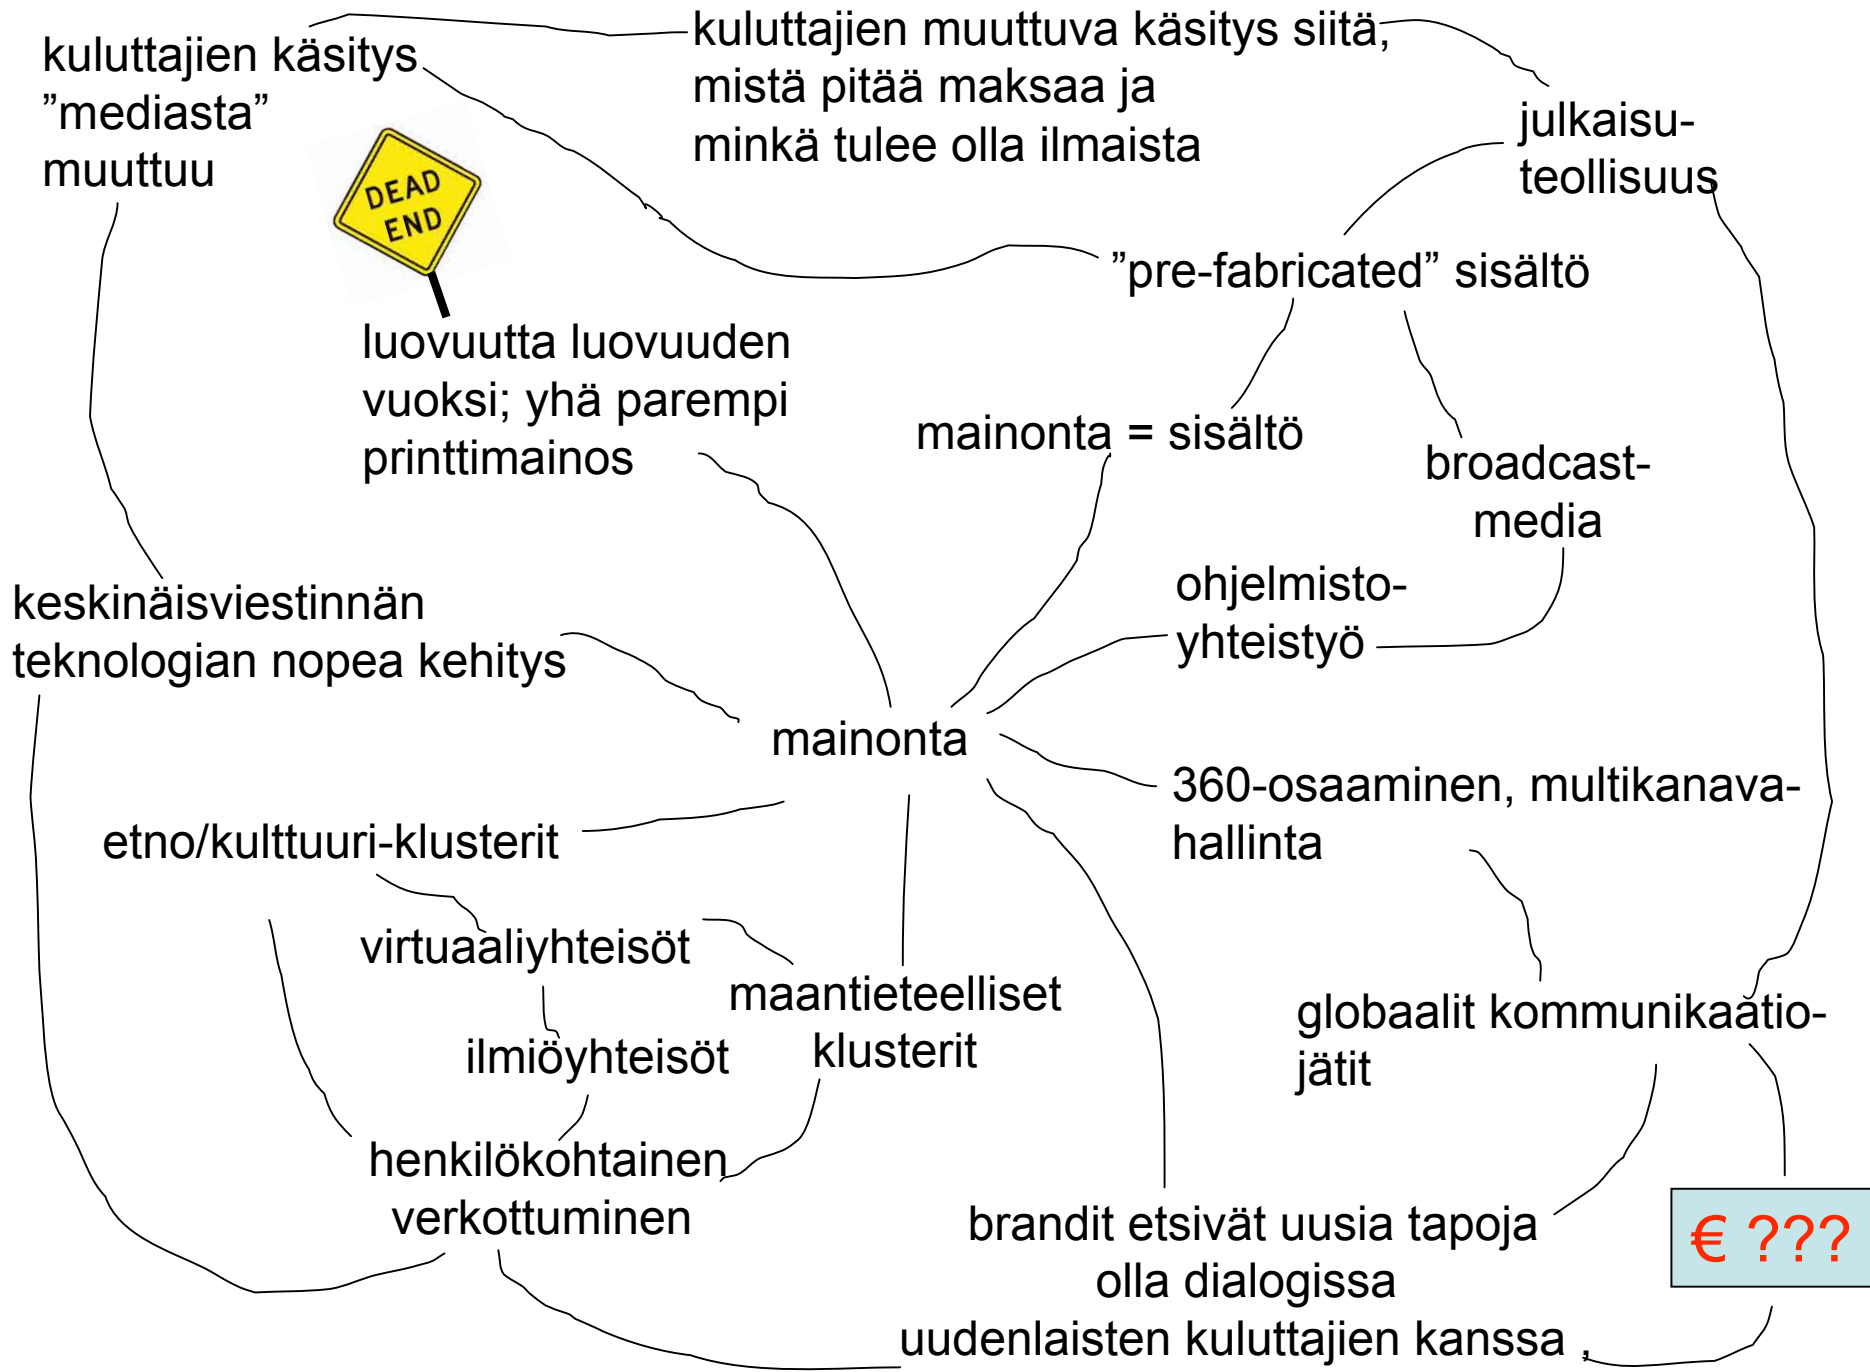 kuluttajien käsitys
”mediasta”
muuttuu
kuluttajien muuttuva käsitys siitä,
mistä pitää maksaa ja
minkä tulee olla ilmaista
julkaisu-
teollisuus
DEAD
END
”pre-fabricated” sisältö
luovuutta luovuuden
vuoksi; yhä parempi
printtimainos
mainonta = sisältö
broadcast-
media
keskinäisviestinnän
teknologian nopea kehitys
ohjelmisto-
yhteistyö
mainonta
360-osaaminen, multikanava-
hallinta
etno/kulttuuri-klusterit
virtuaaliyhteisöt
maantieteelliset
klusterit
ilmiöyhteisöt
globaalit kommunikaatio-
jätit
henkilökohtainen
verkottuminen
brandit etsivät uusia tapoja
olla dialogissa
uudenlaisten kuluttajien kanssa ,
€ ???